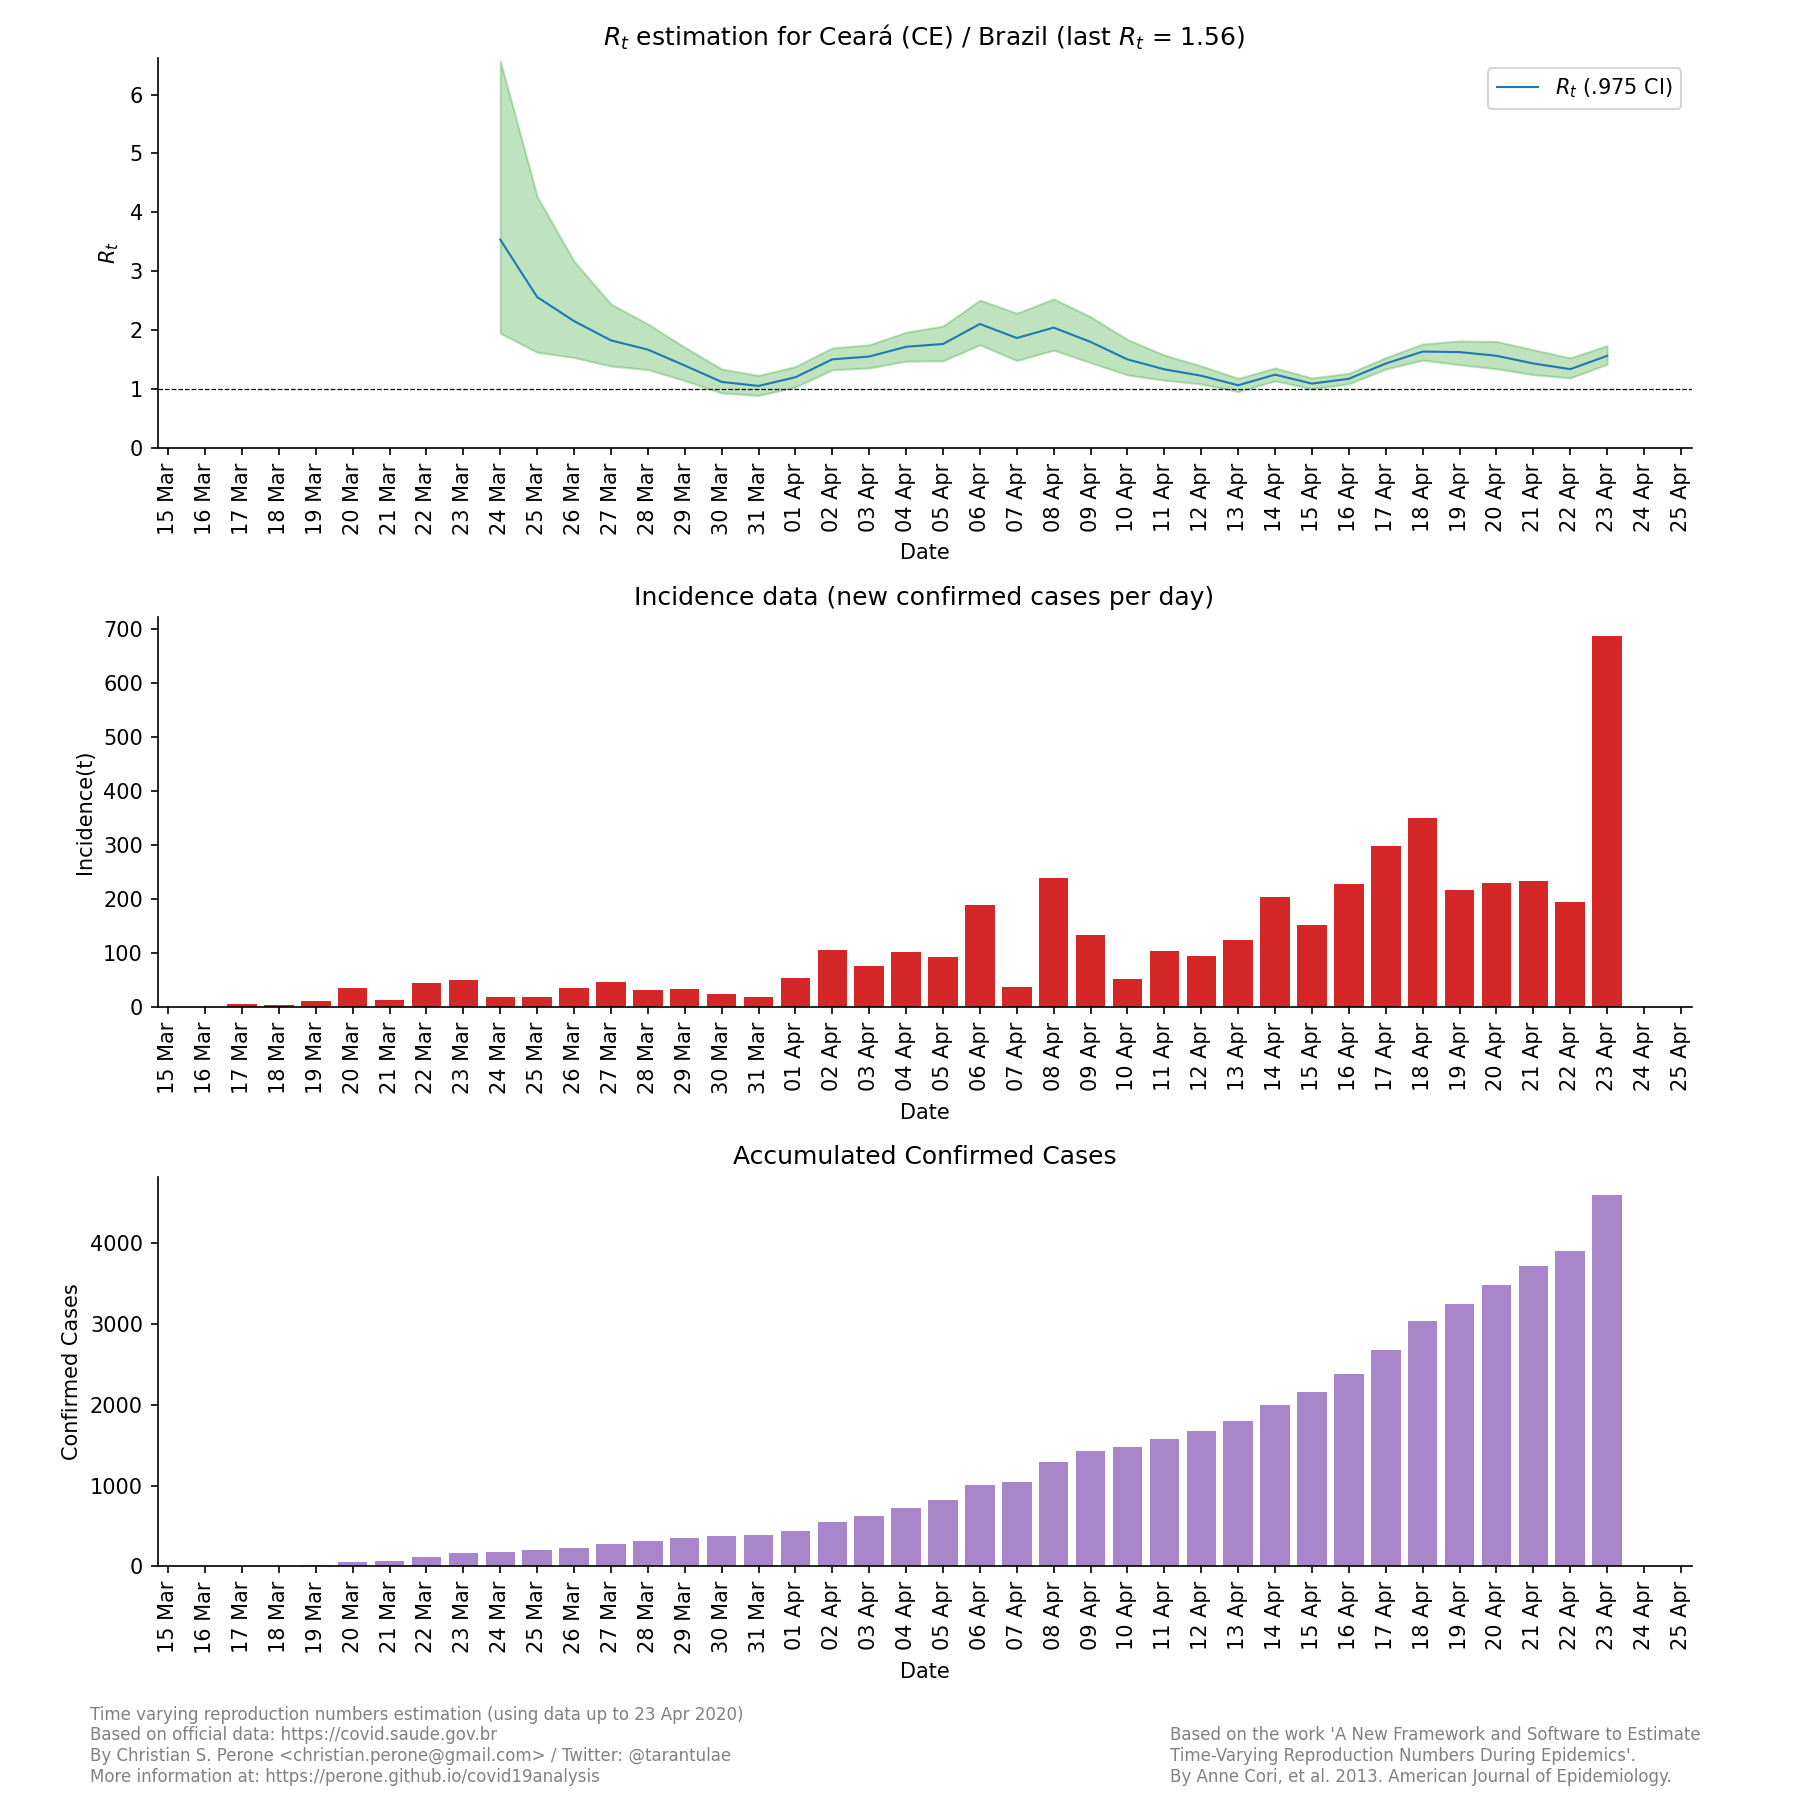 Rt estimation for Ceará (CE) / Brazil (last Rt = 1.56)
Rt (.975 CI)
6
5
4
3
2
1
0
Rt
15 Mar 16 Mar 17 Mar 18 Mar 19 Mar 20 Mar 21 Mar 22 Mar 23 Mar 24 Mar 25 Mar 26 Mar 27 Mar 28 Mar 29 Mar 30 Mar 31 Mar 01 Apr 02 Apr 03 Apr 04 Apr 05 Apr 06 Apr 07 Apr 08 Apr 09 Apr 10 Apr 11 Apr 12 Apr 13 Apr 14 Apr 15 Apr 16 Apr 17 Apr 18 Apr 19 Apr 20 Apr 21 Apr 22 Apr 23 Apr 24 Apr 25 Apr
Date
Incidence data (new confirmed cases per day)
700
600
500
400
300
200
100
0
Incidence(t)
15 Mar 16 Mar 17 Mar 18 Mar 19 Mar 20 Mar 21 Mar 22 Mar 23 Mar 24 Mar 25 Mar 26 Mar 27 Mar 28 Mar 29 Mar 30 Mar 31 Mar 01 Apr 02 Apr 03 Apr 04 Apr 05 Apr 06 Apr 07 Apr 08 Apr 09 Apr 10 Apr 11 Apr 12 Apr 13 Apr 14 Apr 15 Apr 16 Apr 17 Apr 18 Apr 19 Apr 20 Apr 21 Apr 22 Apr 23 Apr 24 Apr 25 Apr
Date
Accumulated Confirmed Cases
4000
3000
2000
1000
0
Confirmed Cases
15 Mar 16 Mar 17 Mar 18 Mar 19 Mar 20 Mar 21 Mar 22 Mar 23 Mar 24 Mar 25 Mar 26 Mar 27 Mar 28 Mar 29 Mar 30 Mar 31 Mar 01 Apr 02 Apr 03 Apr 04 Apr 05 Apr 06 Apr 07 Apr 08 Apr 09 Apr 10 Apr 11 Apr 12 Apr 13 Apr 14 Apr 15 Apr 16 Apr 17 Apr 18 Apr 19 Apr 20 Apr 21 Apr 22 Apr 23 Apr 24 Apr 25 Apr
Date
Time varying reproduction numbers estimation (using data up to 23 Apr 2020)
Based on official data: https://covid.saude.gov.br
By Christian S. Perone <christian.perone@gmail.com> / Twitter: @tarantulae
More information at: https://perone.github.io/covid19analysis
Based on the work 'A New Framework and Software to Estimate
Time-Varying Reproduction Numbers During Epidemics'.
By Anne Cori, et al. 2013. American Journal of Epidemiology.